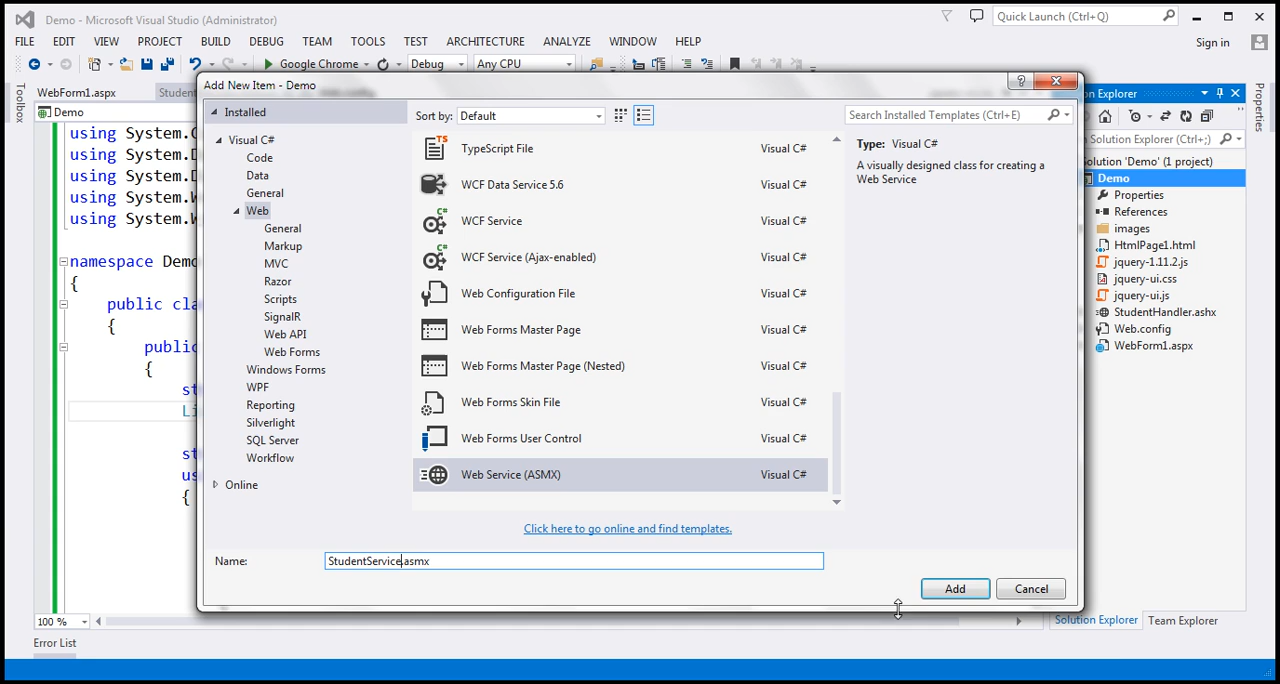 Demo - Microsoft Visual Studio (Administrator)
Quick Launch (Ctrl+Q)
FILE EDIT VIEW PROJECT BUILD DEBUG TEAM TOOLS TEST ARCHITECTURE ANALYZE WINDOW HELP
Sign in
Google Chrome
Debug
Any CPU
Toolbox
WebForm1.aspx
Student
Demo
using System.C
using System.D
using System.D
using System.W
using System.W
namespace Demo
{
public cla
{
public
{
st
Li
st
us
{
100 %
Error List
Add New Item - Demo
Installed
Visual C#
Code
Data
General
Web
General
Markup
MVC
Razor
Scripts
SignalR
Web API
Web Forms
Windows Forms
WPF
Reporting
Silverlight
SQL Server
Workflow
Online
Sort by: Default
Search Installed Templates (Ctrl+E)
TypeScript File Visual C#
WCF Data Service 5.6 Visual C#
WCF Service Visual C#
WCF Service (Ajax-enabled) Visual C#
Web Configuration File Visual C#
Web Forms Master Page Visual C#
Web Forms Master Page (Nested) Visual C#
Web Forms Skin File Visual C#
Web Forms User Control Visual C#
Web Service (ASMX) Visual C#
Type: Visual C#
A visually designed class for creating a
Web Service
Click here to go online and find templates.
Name: StudentService.asmx
Add
Cancel
on Explorer
Solution Explorer (Ctrl+;)
olution 'Demo' (1 project)
Demo
Properties
References
images
HtmlPage1.html
jquery-1.11.2.js
jquery-ui.css
jquery-ui.js
StudentHandler.ashx
Web.config
WebForm1.aspx
Solution Explorer
Team Explorer
Properties